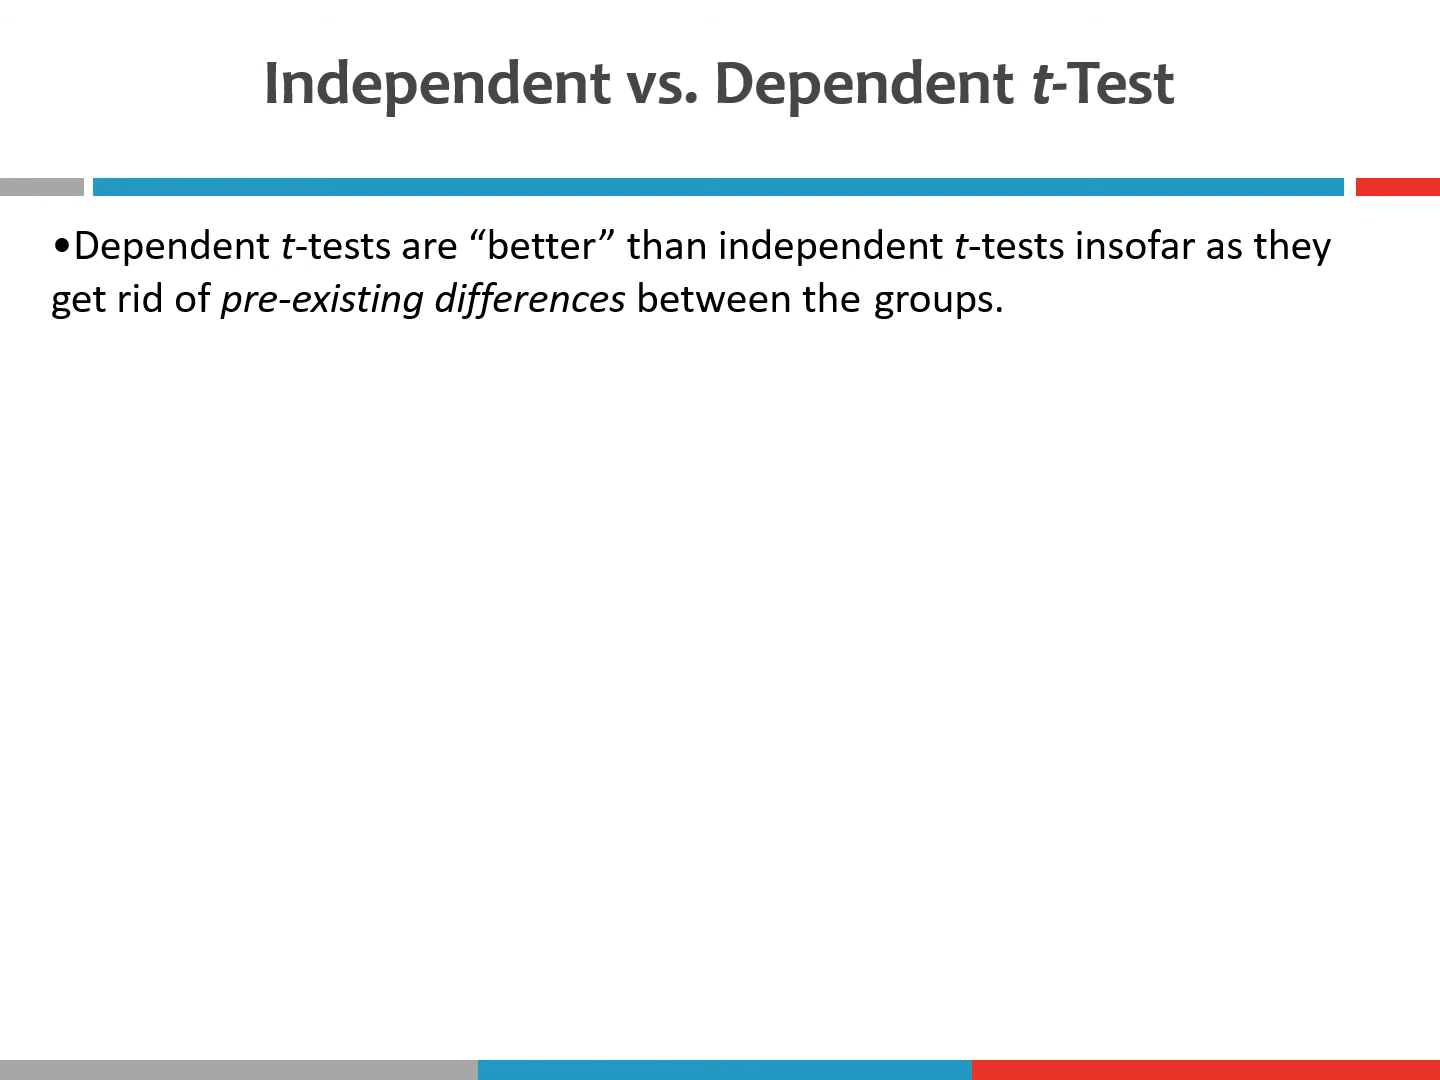 Independent vs. Dependent t-Test
•Dependent t-tests are “better” than independent t-tests insofar as they
get rid of pre-existing differences between the groups.